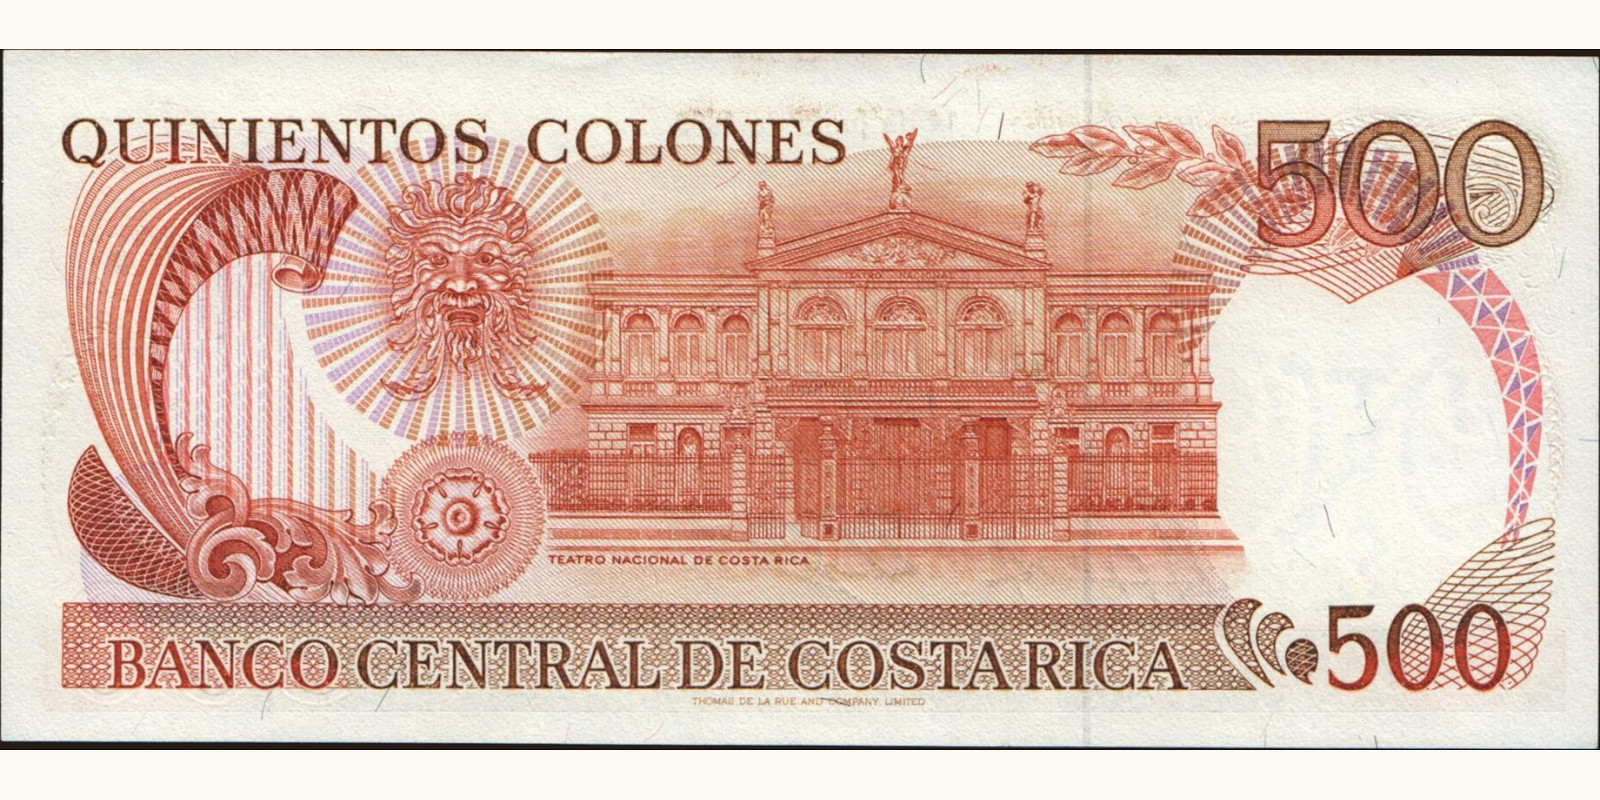 QUINIENTOS COLONES
500
TEATRO NACIONAL
TEATRO NACIONAL DE COSTA RICA
BANCO CENTRAL DE COSTA RICA
500
THOMAS DE LA RUE AND COMPANY LIMITED